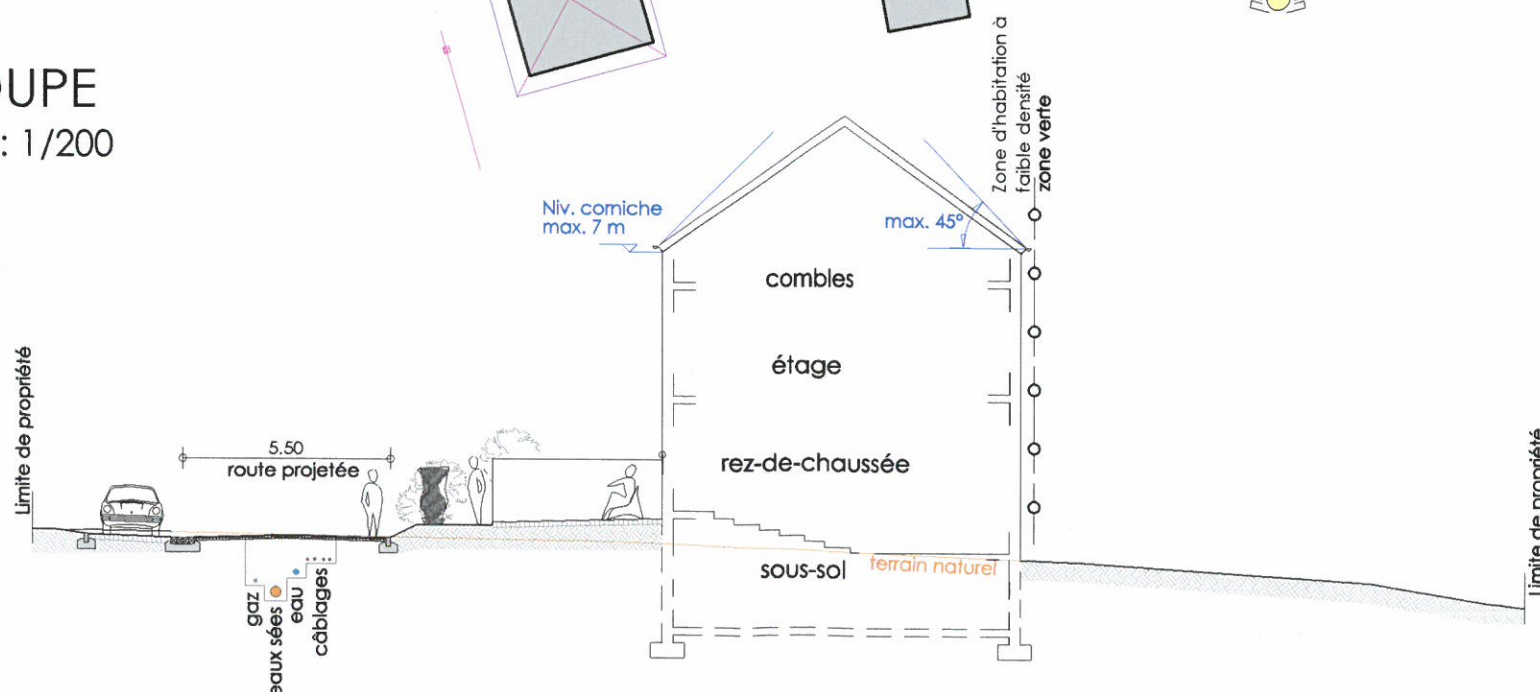 OUPE
: 1/200
Zone d'habitation à
faible densité
zone verte
Niv. corniche
max. 7 m
max. 45°
combles
étage
rez-de-chaussée
sous-sol
terrain naturel
Limite de propriété
5.50
route projetée
gaz
eaux sées
eau
câblages
Limite de propriété